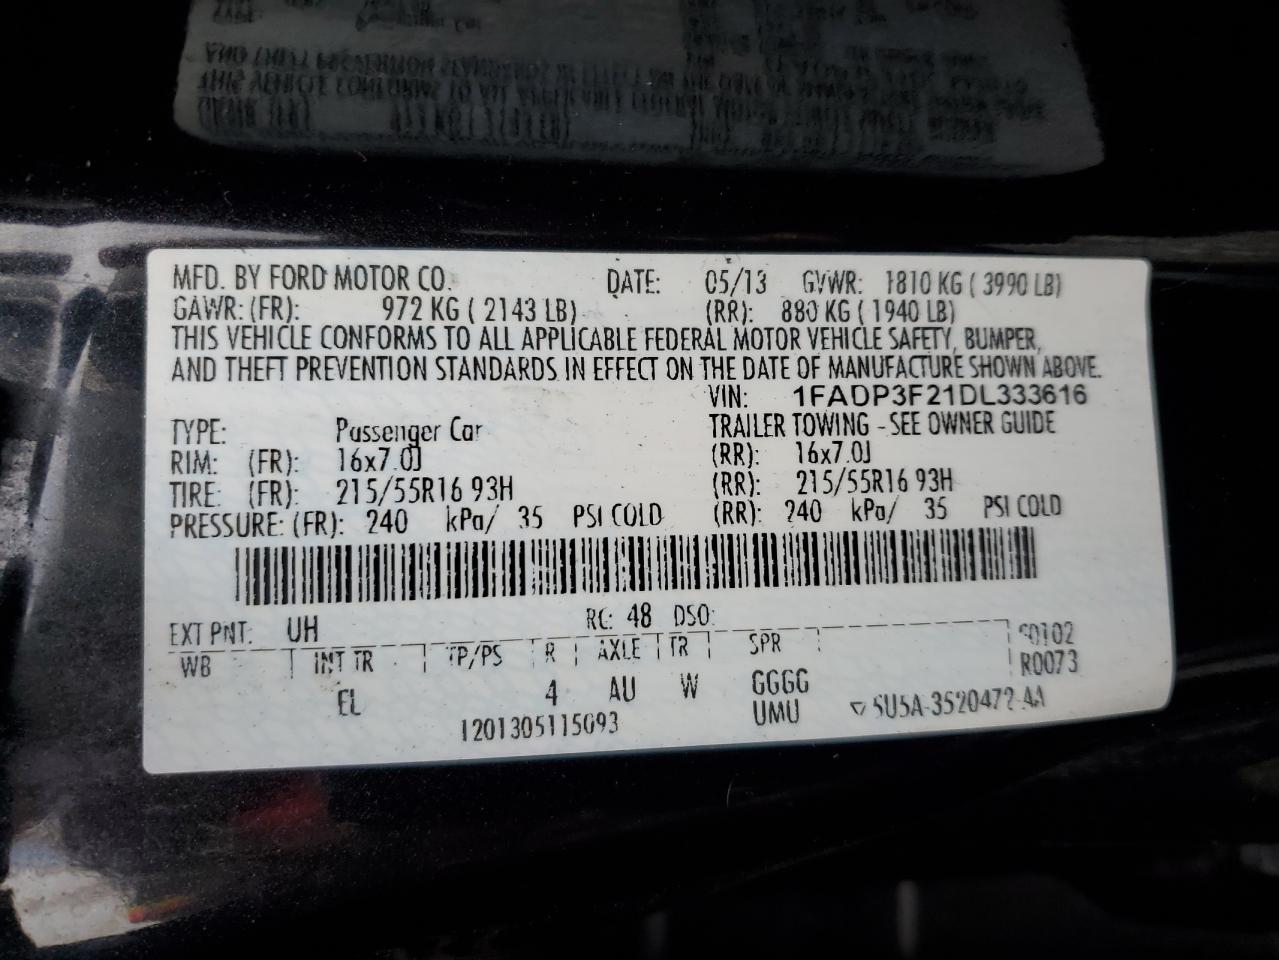 MFD. BY FORD MOTOR CO. DATE: 05/13 GVWR: 1810 KG ( 3990 LB)
GAWR: (FR): 972 KG ( 2143 LB) (RR): 880 KG ( 1940 LB)
THIS VEHICLE CONFORMS TO ALL APPLICABLE FEDERAL MOTOR VEHICLE SAFETY, BUMPER,
AND THEFT PREVENTION STANDARDS IN EFFECT ON THE DATE OF MANUFACTURE SHOWN ABOVE.
VIN: 1FADP3F21DL333616
TYPE: Passenger Car TRAILER TOWING - SEE OWNER GUIDE
RIM: (FR): 16x7.0J (RR): 16x7.0J
TIRE: (FR): 215/55R16 93H (RR): 215/55R16 93H
PRESSURE: (FR): 240 kPa/ 35 PSI COLD (RR): 240 kPa/ 35 PSI COLD
EXT PNT: UH RC: 48 DSO:
WB INT TR TP/PS R AXLE TR SPR
R0073
EL 4 AU W GGGG
UMU